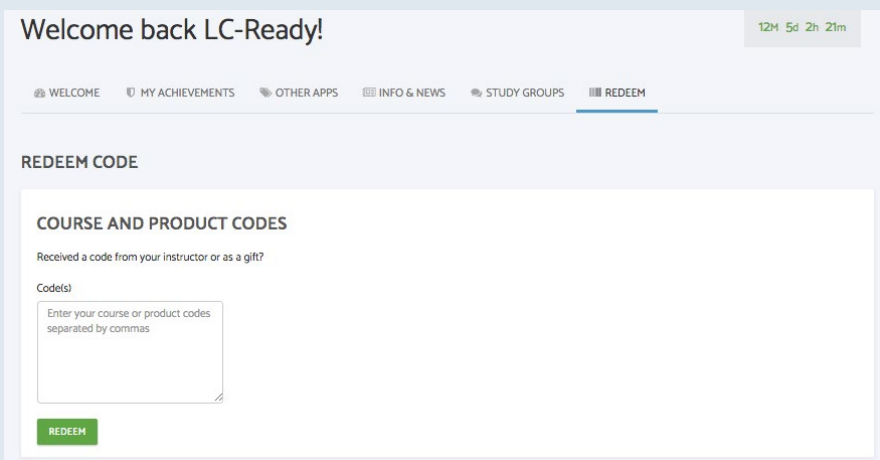 Welcome back LC-Ready!
12M 5d 2h 21m
WELCOME MY ACHIEVEMENTS OTHER APPS INFO & NEWS STUDY GROUPS REDEEM
REDEEM CODE
COURSE AND PRODUCT CODES
Received a code from your instructor or as a gift?
Code(s)
Enter your course or product codes
separated by commas
REDEEM